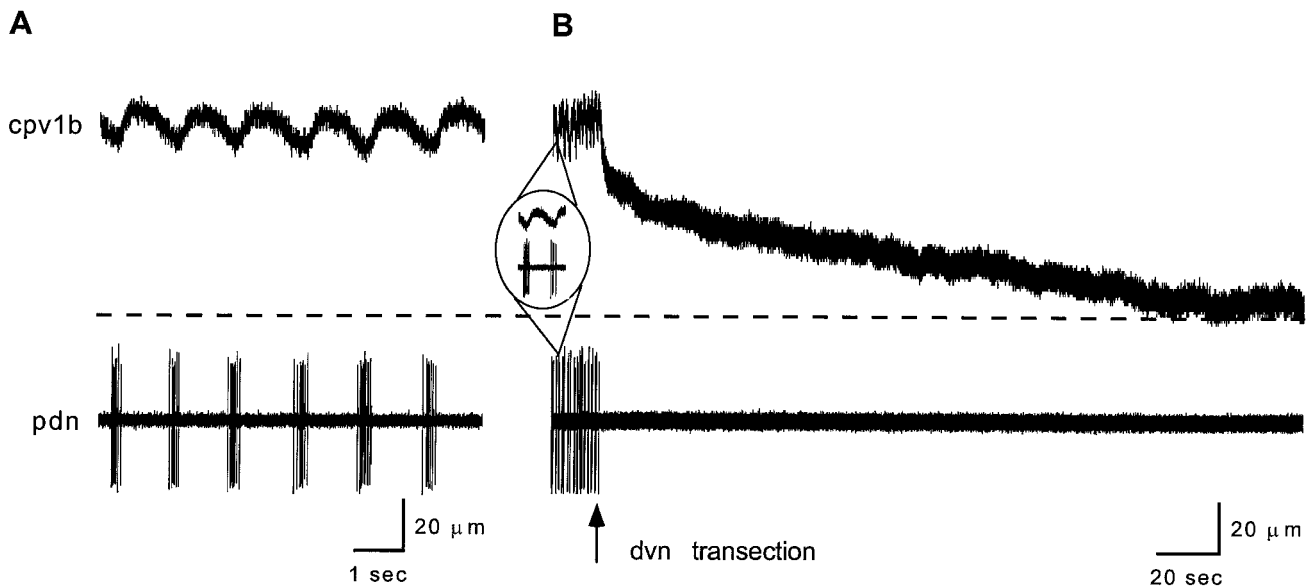 A
B
cpv1b
pdn
20 μm
1 sec
dvn transection
20 μm
20 sec